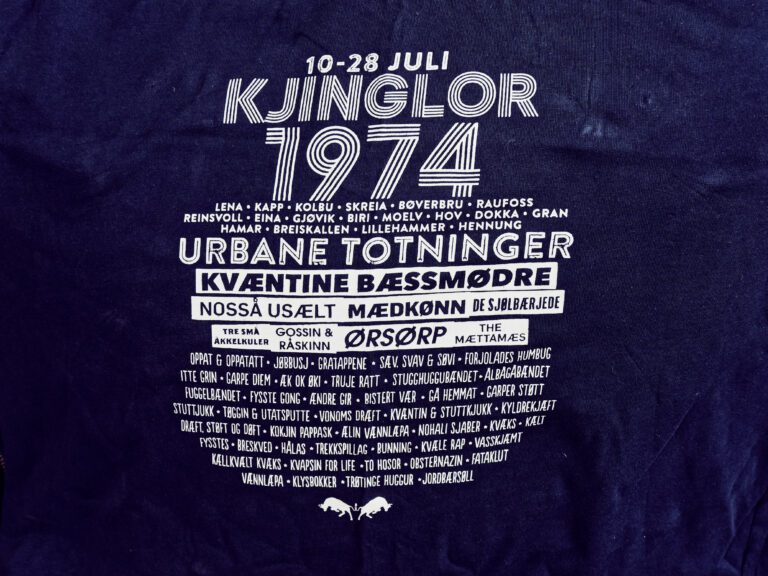 10-28 JULI
KJINGLOR
1974
LENA • KAPP • KOLBU • SKREIA • BØVERBRU • RAUFOSS
REINSVOLL • EINA • GJØVIK • BIRI • MOELV • HOV • DOKKA • GRAN
HAMAR • BREISKALLEN • LILLEHAMMER • HENNUNG
URBANE TOTNINGER
KVÆNTINE BÆSSMØDRE
NOSSÅ USÆLT MÆDKØNN DE SJØLBÆRJEDE
TRE SMÅ ÅKKELKULER GOSSIN & RÅSKINN ØRSØRP THE MÆTTAMÆS
OPPAT & OPPATATT • JØBBUSJ • GRATAPPENE • SÆV, SVAV & SØVI • FORJOLADES HUMBUG
ITTE GRIN • GARPE DIEM • ÆK OK ØKI • TRUJE RATT • STUGGHUGGUBÆNDET • ALBAGABÆNDET
FUGGELBÆNDET • FYSSTE GONG • ÆNDRE GIR • BISTERT VÆR • GÅ HEMMAT • GARPER STØTT
STUTTJUKK • TØGGIN & UTATSPUTTE • VONOMS DRÆFT • KVÆNTIN & STUTTKJUKK • KYLDREKJÆFT
DRÆFT, STØFT OG DØFT • KOKJIN PAPPASK • ÆLIN VÆNNLÆPA • NOHALI SJABER • KVÆKS • KÆLT
FYSSTES • BRESKVED • HÅLAS • TREKKSPILLAG • BUNNING • KVÆLE RAP • VASSKJÆMT
KÆLLKVÆLT KVÆKS • KVAPSIN FOR LIFE • TO HOSOR • OBSTERNAZIN • FATAKLUT
VÆNNLÆPA • KLYSBOKKER • TRØTINGE HUGGUR • JORDBÆRSØLL